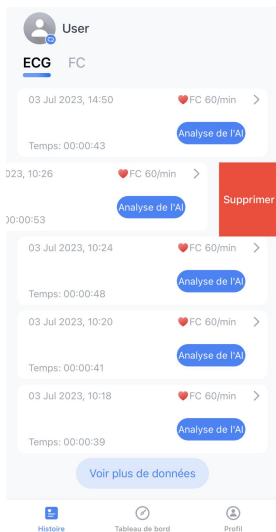 User
ECG FC
03 Jul 2023, 14:50 FC 60/min
Analyse de l'AI
Temps: 00:00:43
023, 10:26 FC 60/min
Analyse de l'AI
Supprimer
00:00:53
03 Jul 2023, 10:24 FC 60/min
Analyse de l'AI
Temps: 00:00:48
03 Jul 2023, 10:20 FC 60/min
Analyse de l'AI
Temps: 00:00:41
03 Jul 2023, 10:18 FC 60/min
Analyse de l'AI
Temps: 00:00:39
Voir plus de données
Histoire Tableau de bord Profil